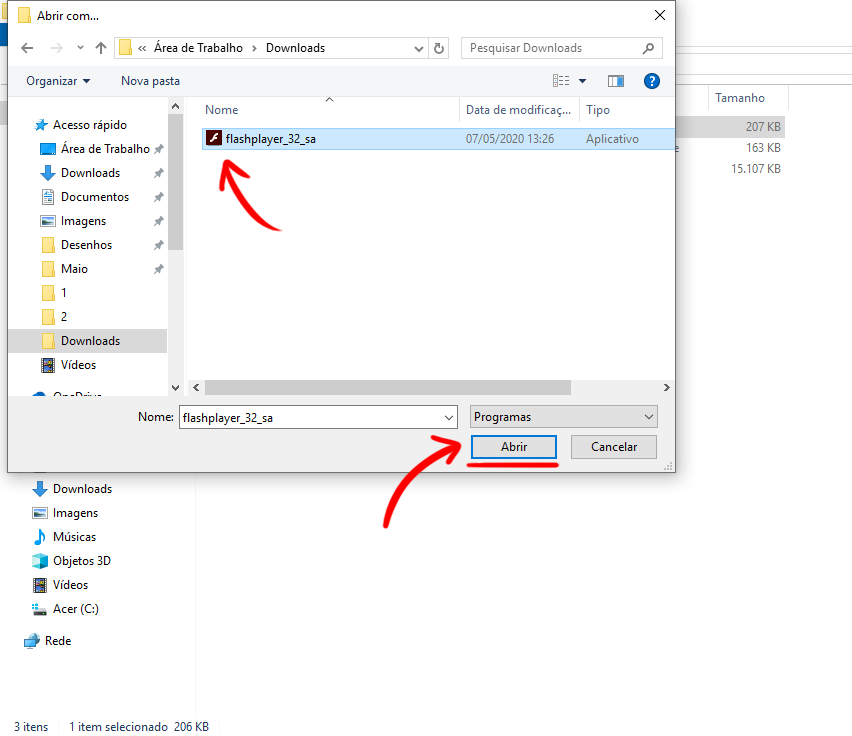 Abrir com...
« Área de Trabalho > Downloads
Pesquisar Downloads
Organizar
Nova pasta
Nome
Data de modificaç...
Tipo
Tamanho
Acesso rápido
Área de Trabalho
Downloads
Documentos
Imagens
Desenhos
Maio
1
2
Downloads
Vídeos
OneDrive
flashplayer_32_sa
07/05/2020 13:26
Aplicativo
207 KB
163 KB
15.107 KB
Nome:
flashplayer_32_sa
Programas
Abrir
Cancelar
Downloads
Imagens
Músicas
Objetos 3D
Vídeos
Acer (C:)
Rede
3 itens
1 item selecionado 206 KB